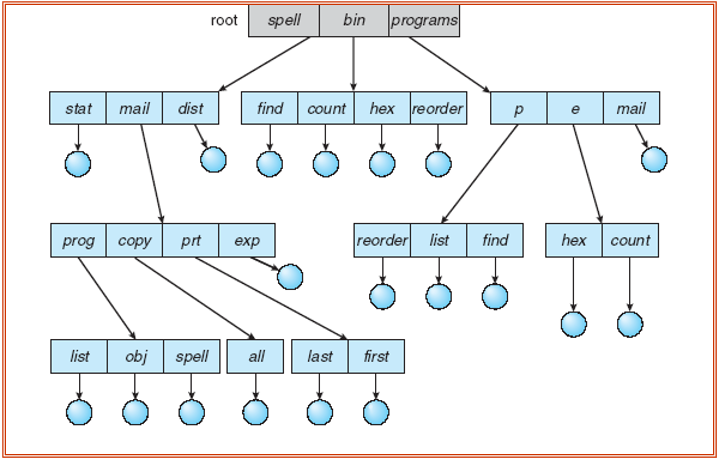 root spell bin programs
stat mail dist find count hex reorder p e mail
prog copy prt exp reorder list find hex count
list obj spell all last first